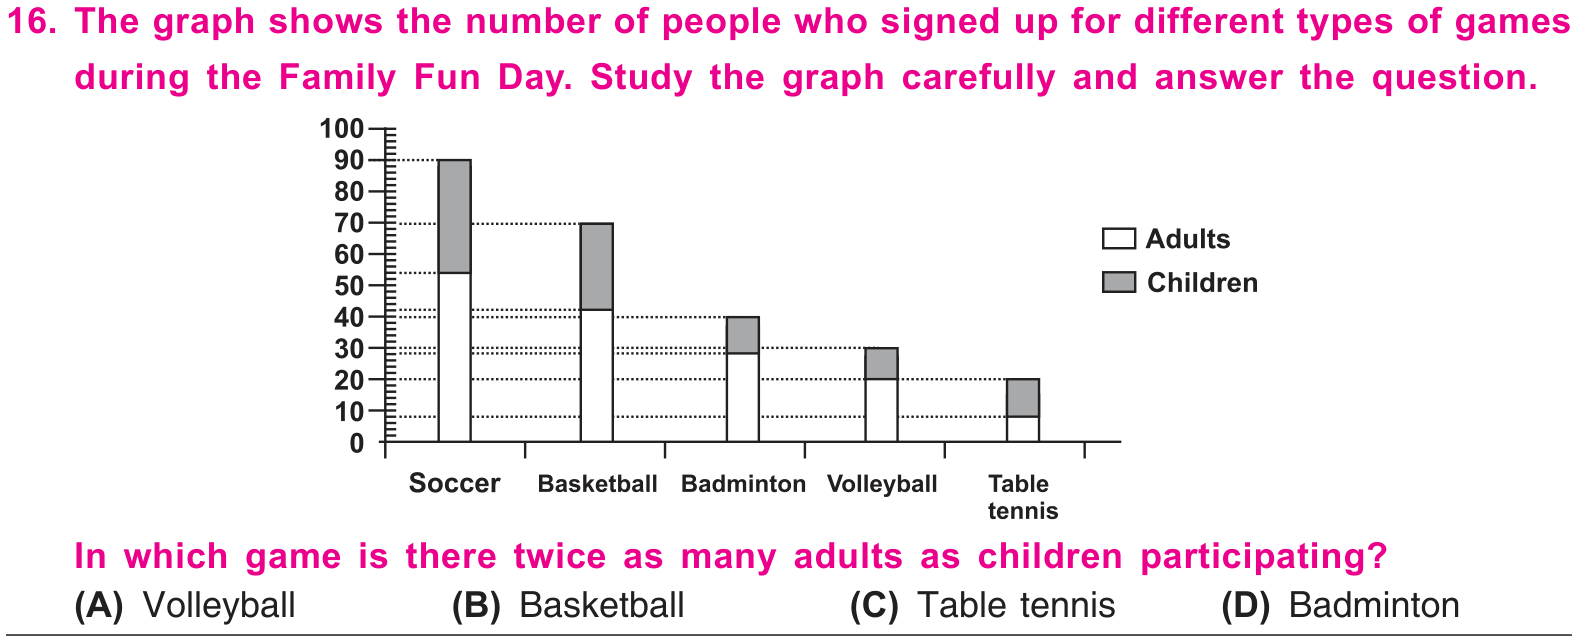 16. The graph shows the number of people who signed up for different types of games
during the Family Fun Day. Study the graph carefully and answer the question.
100
90
80
70
60
50
40
30
20
10
0
Adults
Children
Soccer Basketball Badminton Volleyball Table
tennis
In which game is there twice as many adults as children participating?
(A) Volleyball (B) Basketball (C) Table tennis (D) Badminton